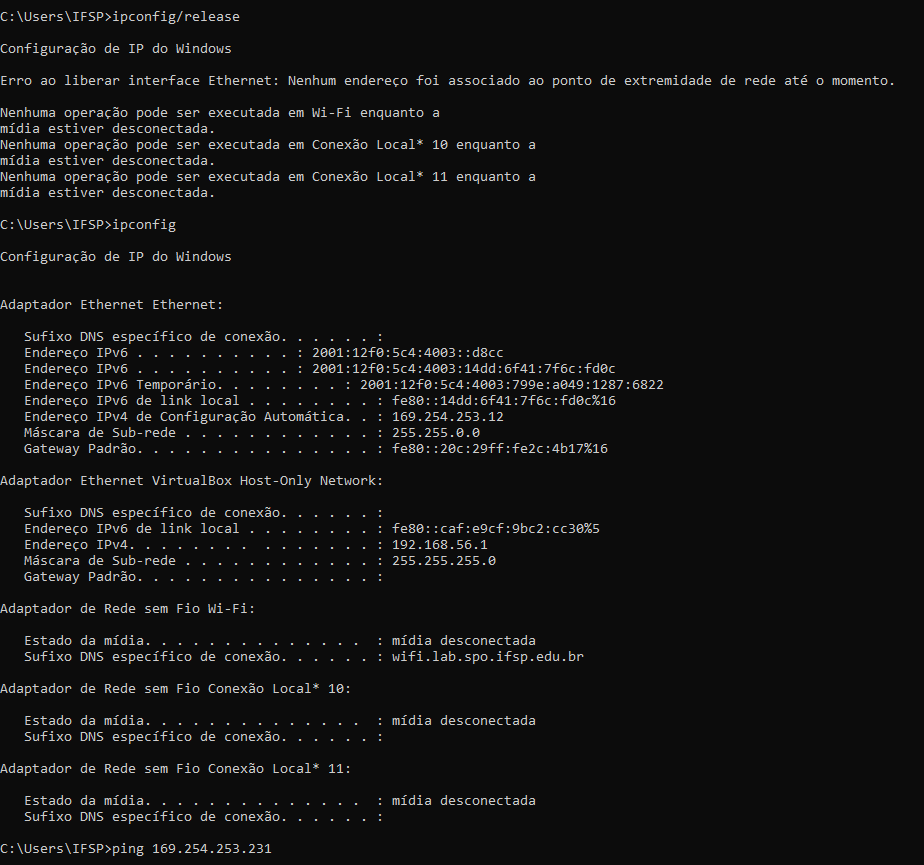 C:\Users\IFSP>ipconfig/release
Configuração de IP do Windows
Erro ao liberar interface Ethernet: Nenhum endereço foi associado ao ponto de extremidade de rede até o momento.
Nenhuma operação pode ser executada em Wi-Fi enquanto a
mídia estiver desconectada.
Nenhuma operação pode ser executada em Conexão Local* 10 enquanto a
mídia estiver desconectada.
Nenhuma operação pode ser executada em Conexão Local* 11 enquanto a
mídia estiver desconectada.
C:\Users\IFSP>ipconfig
Configuração de IP do Windows
Adaptador Ethernet Ethernet:
   Sufixo DNS específico de conexão. . . . . . :
   Endereço IPv6 . . . . . . . . . . : 2001:12f0:5c4:4003::d8cc
   Endereço IPv6 . . . . . . . . . . : 2001:12f0:5c4:4003:14dd:6f41:7f6c:fd0c
   Endereço IPv6 Temporário. . . . . . . . : 2001:12f0:5c4:4003:799e:a049:1287:6822
   Endereço IPv6 de link local . . . . . . . . : fe80::14dd:6f41:7f6c:fd0c%16
   Endereço IPv4 de Configuração Automática. . : 169.254.253.12
   Máscara de Sub-rede . . . . . . . . . . . . : 255.255.0.0
   Gateway Padrão. . . . . . . . . . . . . . . : fe80::20c:29ff:fe2c:4b17%16
Adaptador Ethernet VirtualBox Host-Only Network:
   Sufixo DNS específico de conexão. . . . . . :
   Endereço IPv6 de link local . . . . . . . . : fe80::caf:e9cf:9bc2:cc30%5
   Endereço IPv4. . . . . . . .  . . . . . . . : 192.168.56.1
   Máscara de Sub-rede . . . . . . . . . . . . : 255.255.255.0
   Gateway Padrão. . . . . . . . . . . . . . . :
Adaptador de Rede sem Fio Wi-Fi:
   Estado da mídia. . . . . . . . . . . . . .  : mídia desconectada
   Sufixo DNS específico de conexão. . . . . . : wifi.lab.spo.ifsp.edu.br
Adaptador de Rede sem Fio Conexão Local* 10:
   Estado da mídia. . . . . . . . . . . . . .  : mídia desconectada
   Sufixo DNS específico de conexão. . . . . . :
Adaptador de Rede sem Fio Conexão Local* 11:
   Estado da mídia. . . . . . . . . . . . . .  : mídia desconectada
   Sufixo DNS específico de conexão. . . . . . :
C:\Users\IFSP>ping 169.254.253.231